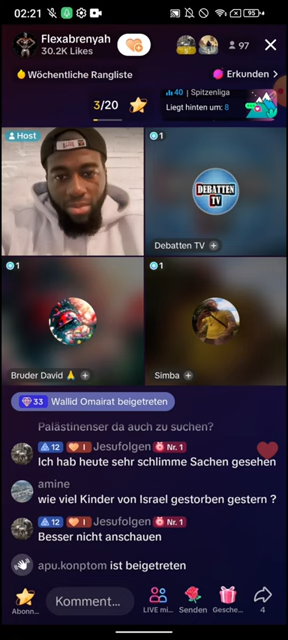 02:21
95
Flexabrenyah
30.2K Likes
97
Wöchentliche Rangliste
Erkunden
3/20
40 | Spitzenliga
Liegt hinten um: 8
Host
1
DEBATTEN
TV
Debatten TV
1
Bruder David 🙏
1
Simba
33 Wallid Omairat beigetreten
Palästinenser da auch zu suchen?
12 I Jesufolgen Nr. 1
Ich hab heute sehr schlimme Sachen gesehen
amine
wie viel Kinder von Israel gestorben gestern ?
12 I Jesufolgen Nr. 1
Besser nicht anschauen
apu.konptom ist beigetreten
Abonn...
Komment...
LIVE mi...
Senden
Gesche...
4